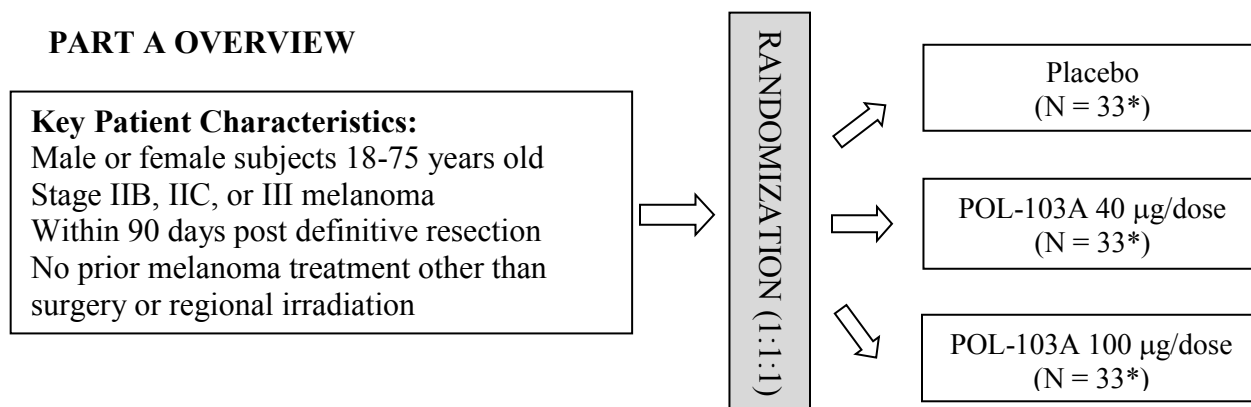 PART A OVERVIEW
Key Patient Characteristics:
Male or female subjects 18-75 years old
Stage IIB, IIC, or III melanoma
Within 90 days post definitive resection
No prior melanoma treatment other than
surgery or regional irradiation
RANDOMIZATION (1:1:1)
Placebo
(N = 33*)
POL-103A 40 μg/dose
(N = 33*)
POL-103A 100 μg/dose
(N = 33*)